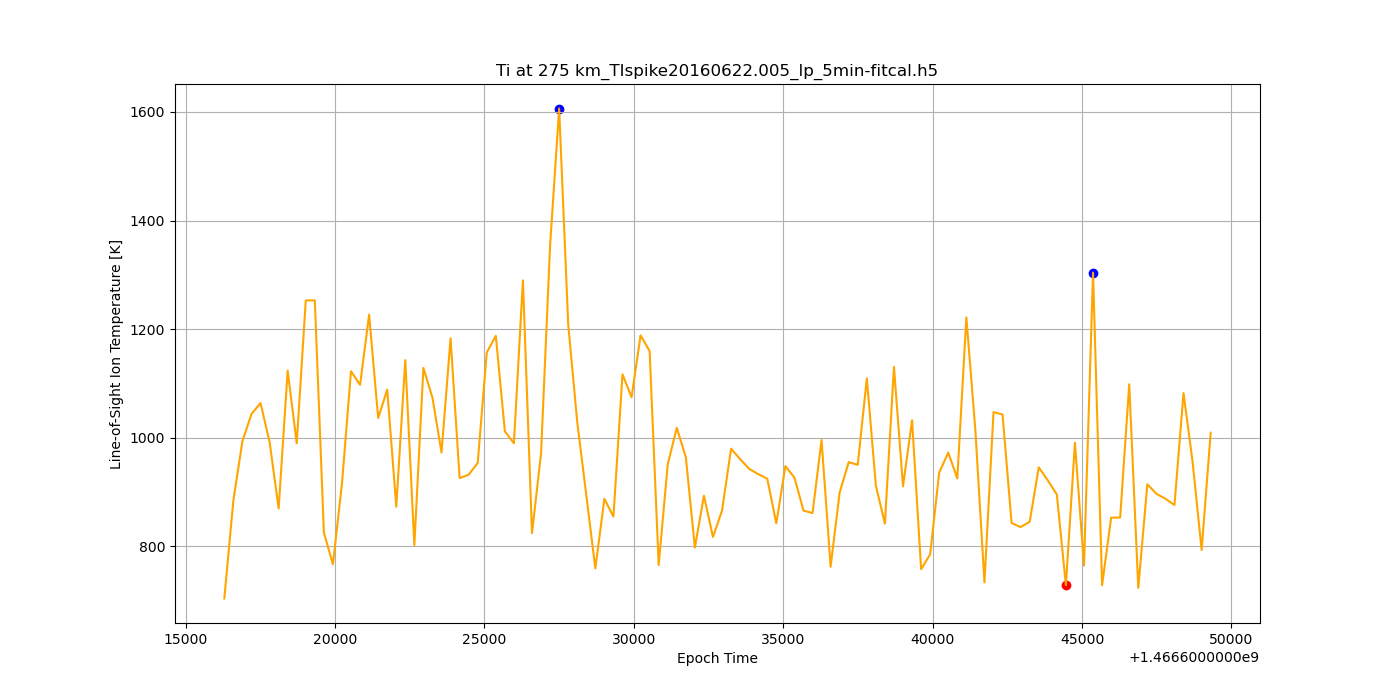 Ti at 275 km_TIspike20160622.005_lp_5min-fitcal.h5
Line-of-Sight Ion Temperature [K]
1600
1400
1200
1000
800
15000 20000 25000 30000 35000 40000 45000 50000
Epoch Time
+1.4666000000e9